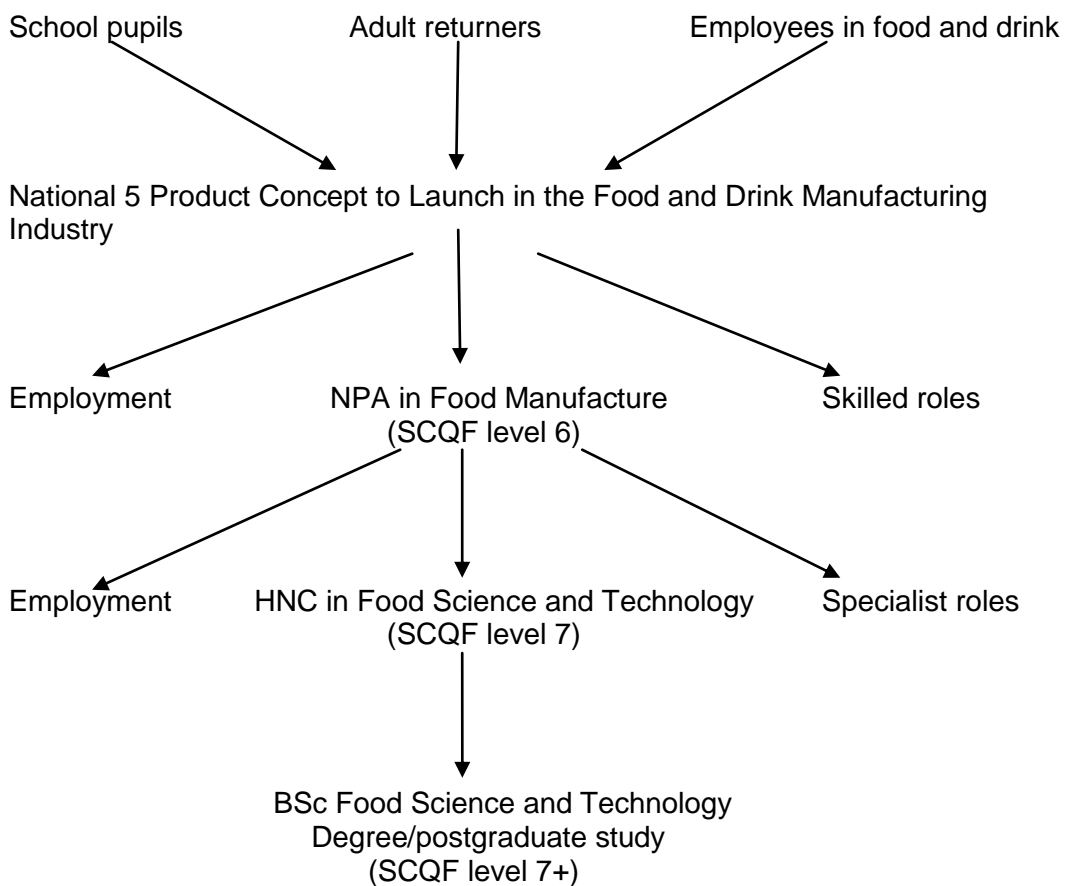 School pupils Adult returners Employees in food and drink
National 5 Product Concept to Launch in the Food and Drink Manufacturing
Industry
Employment NPA in Food Manufacture Skilled roles
(SCQF level 6)
Employment HNC in Food Science and Technology Specialist roles
(SCQF level 7)
BSc Food Science and Technology
Degree/postgraduate study
(SCQF level 7+)